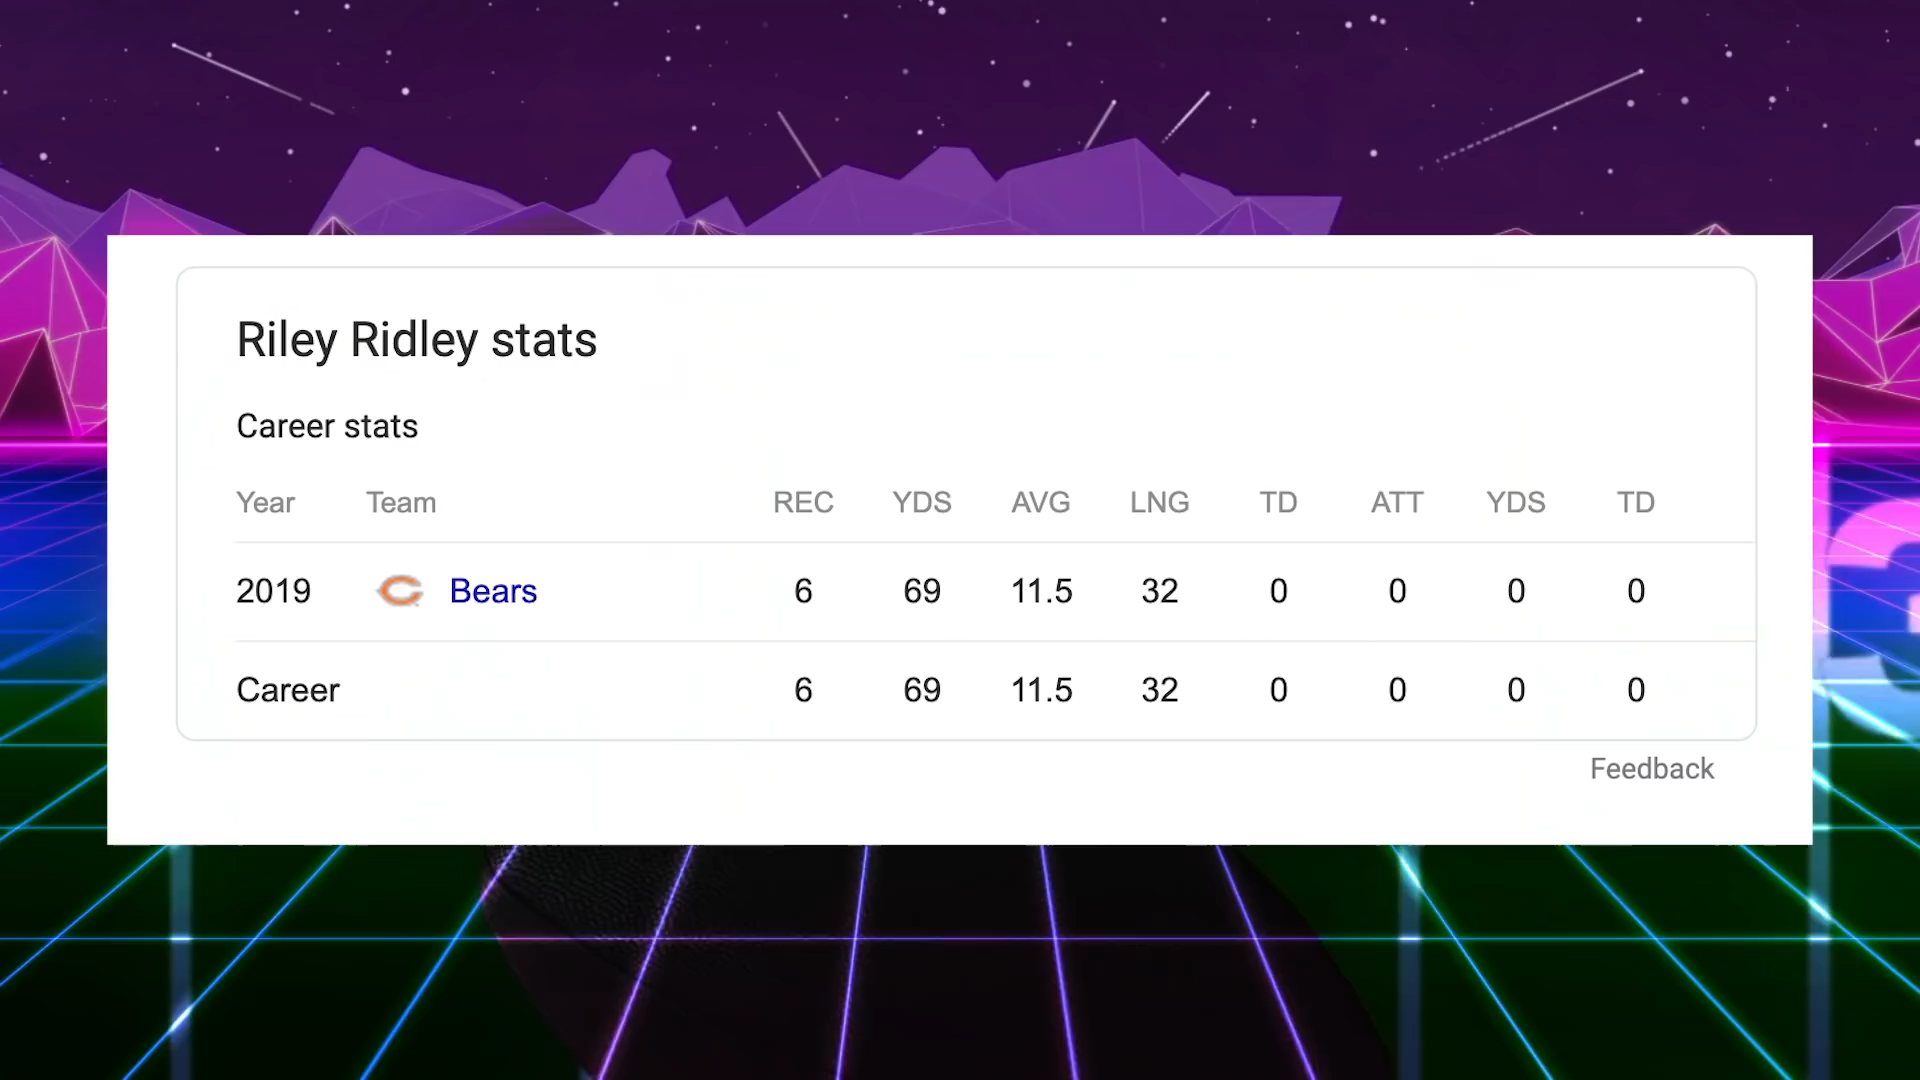 Riley Ridley stats
Career stats
Year Team REC YDS AVG LNG TD ATT YDS TD
2019 Bears 6 69 11.5 32 0 0 0 0
Career 6 69 11.5 32 0 0 0 0
Feedback